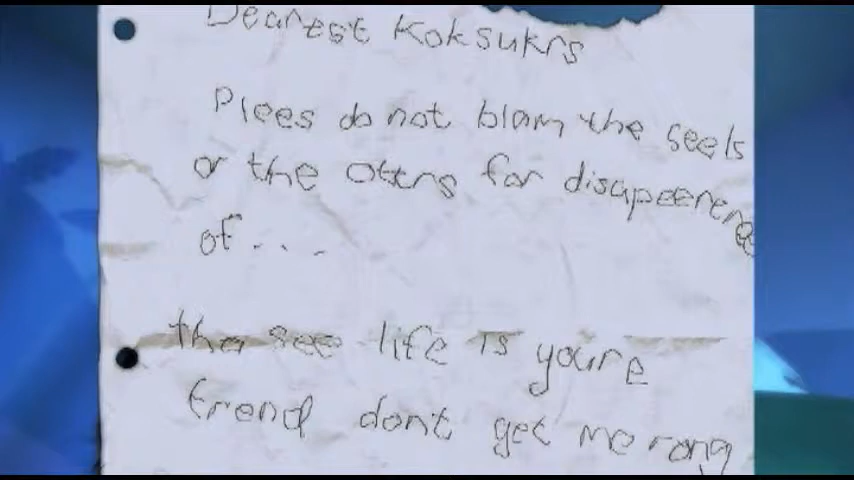 Dearest Koksukrs
Plees do not blam the seels
or the ottrs for disapeerence
of....
the see life is youre
frend don't get me rong